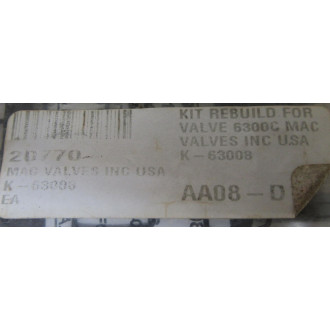 20770
MAC VALVES INC USA
K-63008
EA
KIT REBUILD FOR
VALVE 6300C MAC
VALVES INC USA
K-63008
AA08-D